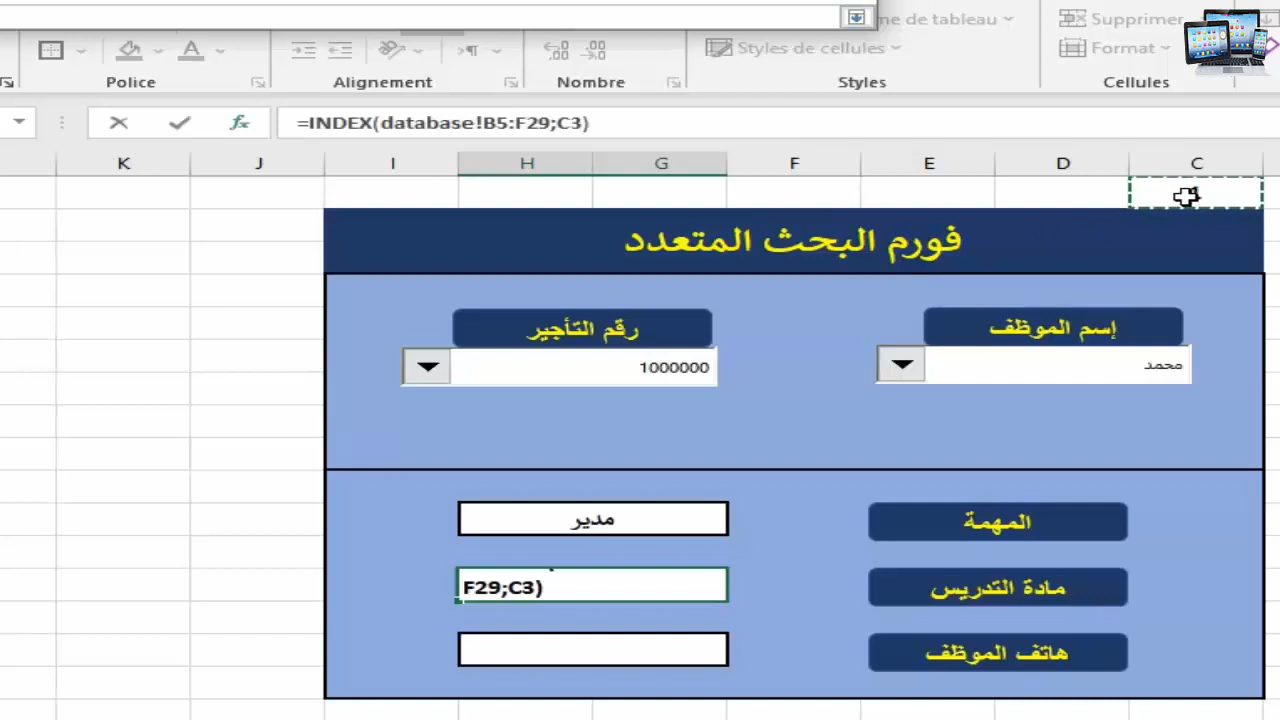 me de tableau
Supprimer
Styles de cellules
Format
Police
Alignement
Nombre
Styles
Cellules
=INDEX(database!B5:F29;C3)
K J I H G F E D C
فورم البحث المتعدد
إسم الموظف
رقم التأجير
محمد
1000000
المهمة
مدير
مادة التدريس
F29;C3)
هاتف الموظف